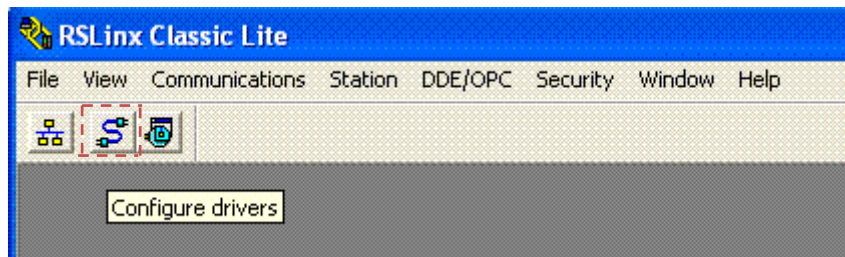 RSLinx Classic Lite
File View Communications Station DDE/OPC Security Window Help
Configure drivers